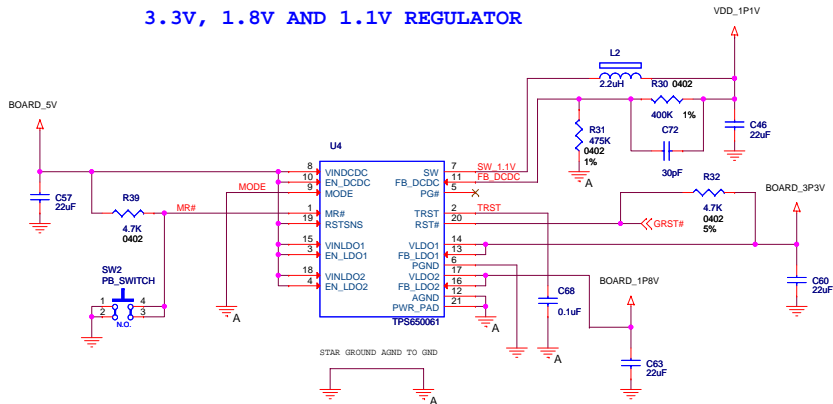 3.3V, 1.8V AND 1.1V REGULATOR
VDD_1P1V
L2
2.2uH
R30 0402
400K 1%
BOARD_5V
R31
475K
0402
1%
C72
30pF
C46
22uF
U4
8 VINDCDC
10 EN_DCDC
MODE 9 MODE
SW 7 SW_1.1V
FB_DCDC 11 FB_DCDC
PG# 5
A
R32
4.7K
0402
5%
BOARD_3P3V
C57
22uF
R39
4.7K
0402
MR# 1 MR#
19 RSTSNS
TRST 2 TRST
RST# 20
GRST#
15 VINLDO1
3 EN_LDO1
VLDO1 14
FB_LDO1 13
PGND 6
SW2
PB_SWITCH
1 4
2 3
N.O.
18 VINLDO2
4 EN_LDO2
VLDO2 17
FB_LDO2 16
AGND 12
PWR_PAD 21
TPS650061
C60
22uF
BOARD_1P8V
C68
0.1uF
A
A
A
STAR GROUND AGND TO GND
C63
22uF
A